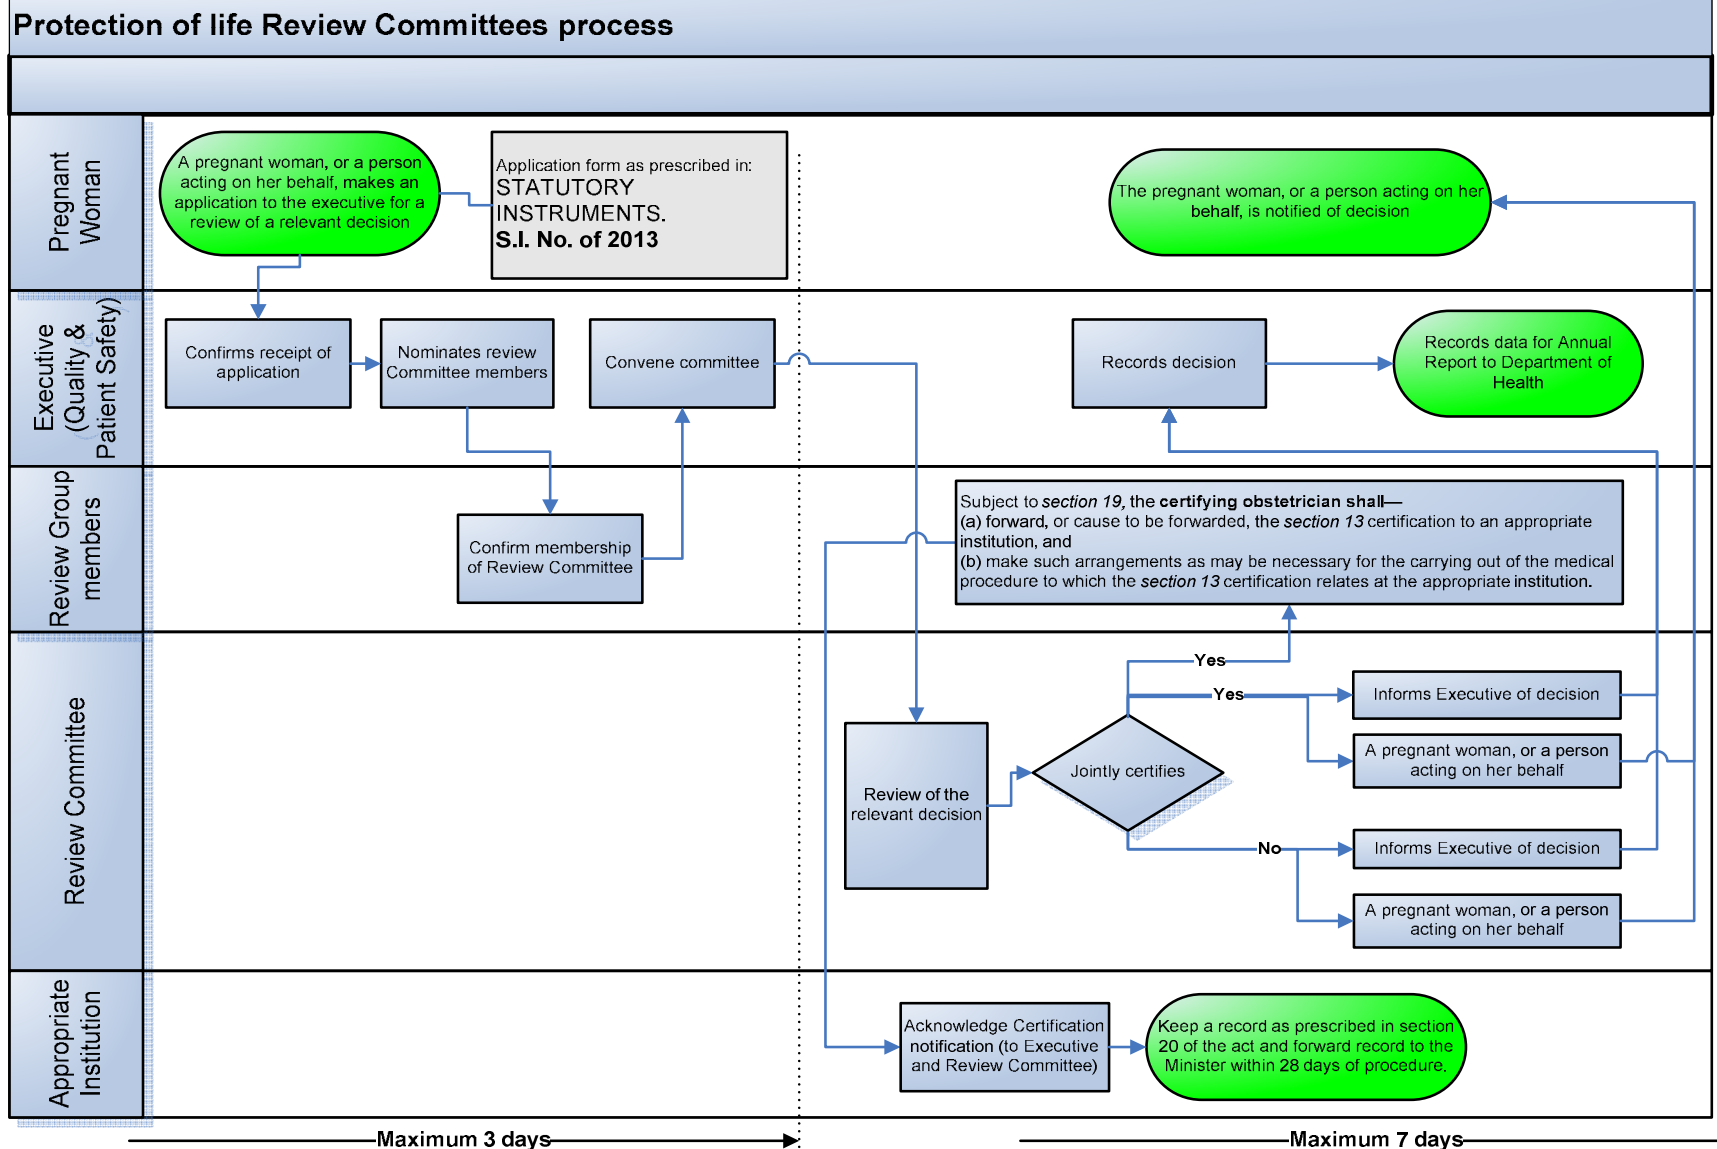 Protection of life Review Committees process
Pregnant
Woman
A pregnant woman, or a person
acting on her behalf, makes an
application to the executive for a
review of a relevant decision
Application form as prescribed in:
STATUTORY
INSTRUMENTS.
S.I. No. of 2013
The pregnant woman, or a person acting on her
behalf, is notified of decision
Executive
(Quality &
Patient Safety)
Confirms receipt of
application
Nominates review
Committee members
Convene committee
Records decision
Records data for Annual
Report to Department of
Health
Review Group
members
Confirm membership
of Review Committee
Subject to section 19, the certifying obstetrician shall—
(a) forward, or cause to be forwarded, the section 13 certification to an appropriate
institution, and
(b) make such arrangements as may be necessary for the carrying out of the medical
procedure to which the section 13 certification relates at the appropriate institution.
Review Committee
Review of the
relevant decision
Jointly certifies
Yes
Yes
No
Informs Executive of decision
A pregnant woman, or a person
acting on her behalf
Informs Executive of decision
A pregnant woman, or a person
acting on her behalf
Appropriate
Institution
Acknowledge Certification
notification (to Executive
and Review Committee)
Keep a record as prescribed in section
20 of the act and forward record to the
Minister within 28 days of procedure.
Maximum 3 days
Maximum 7 days